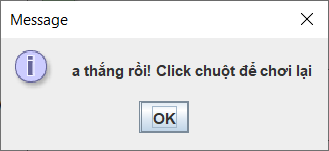 Message
a thắng rồi! Click chuột để chơi lại
OK